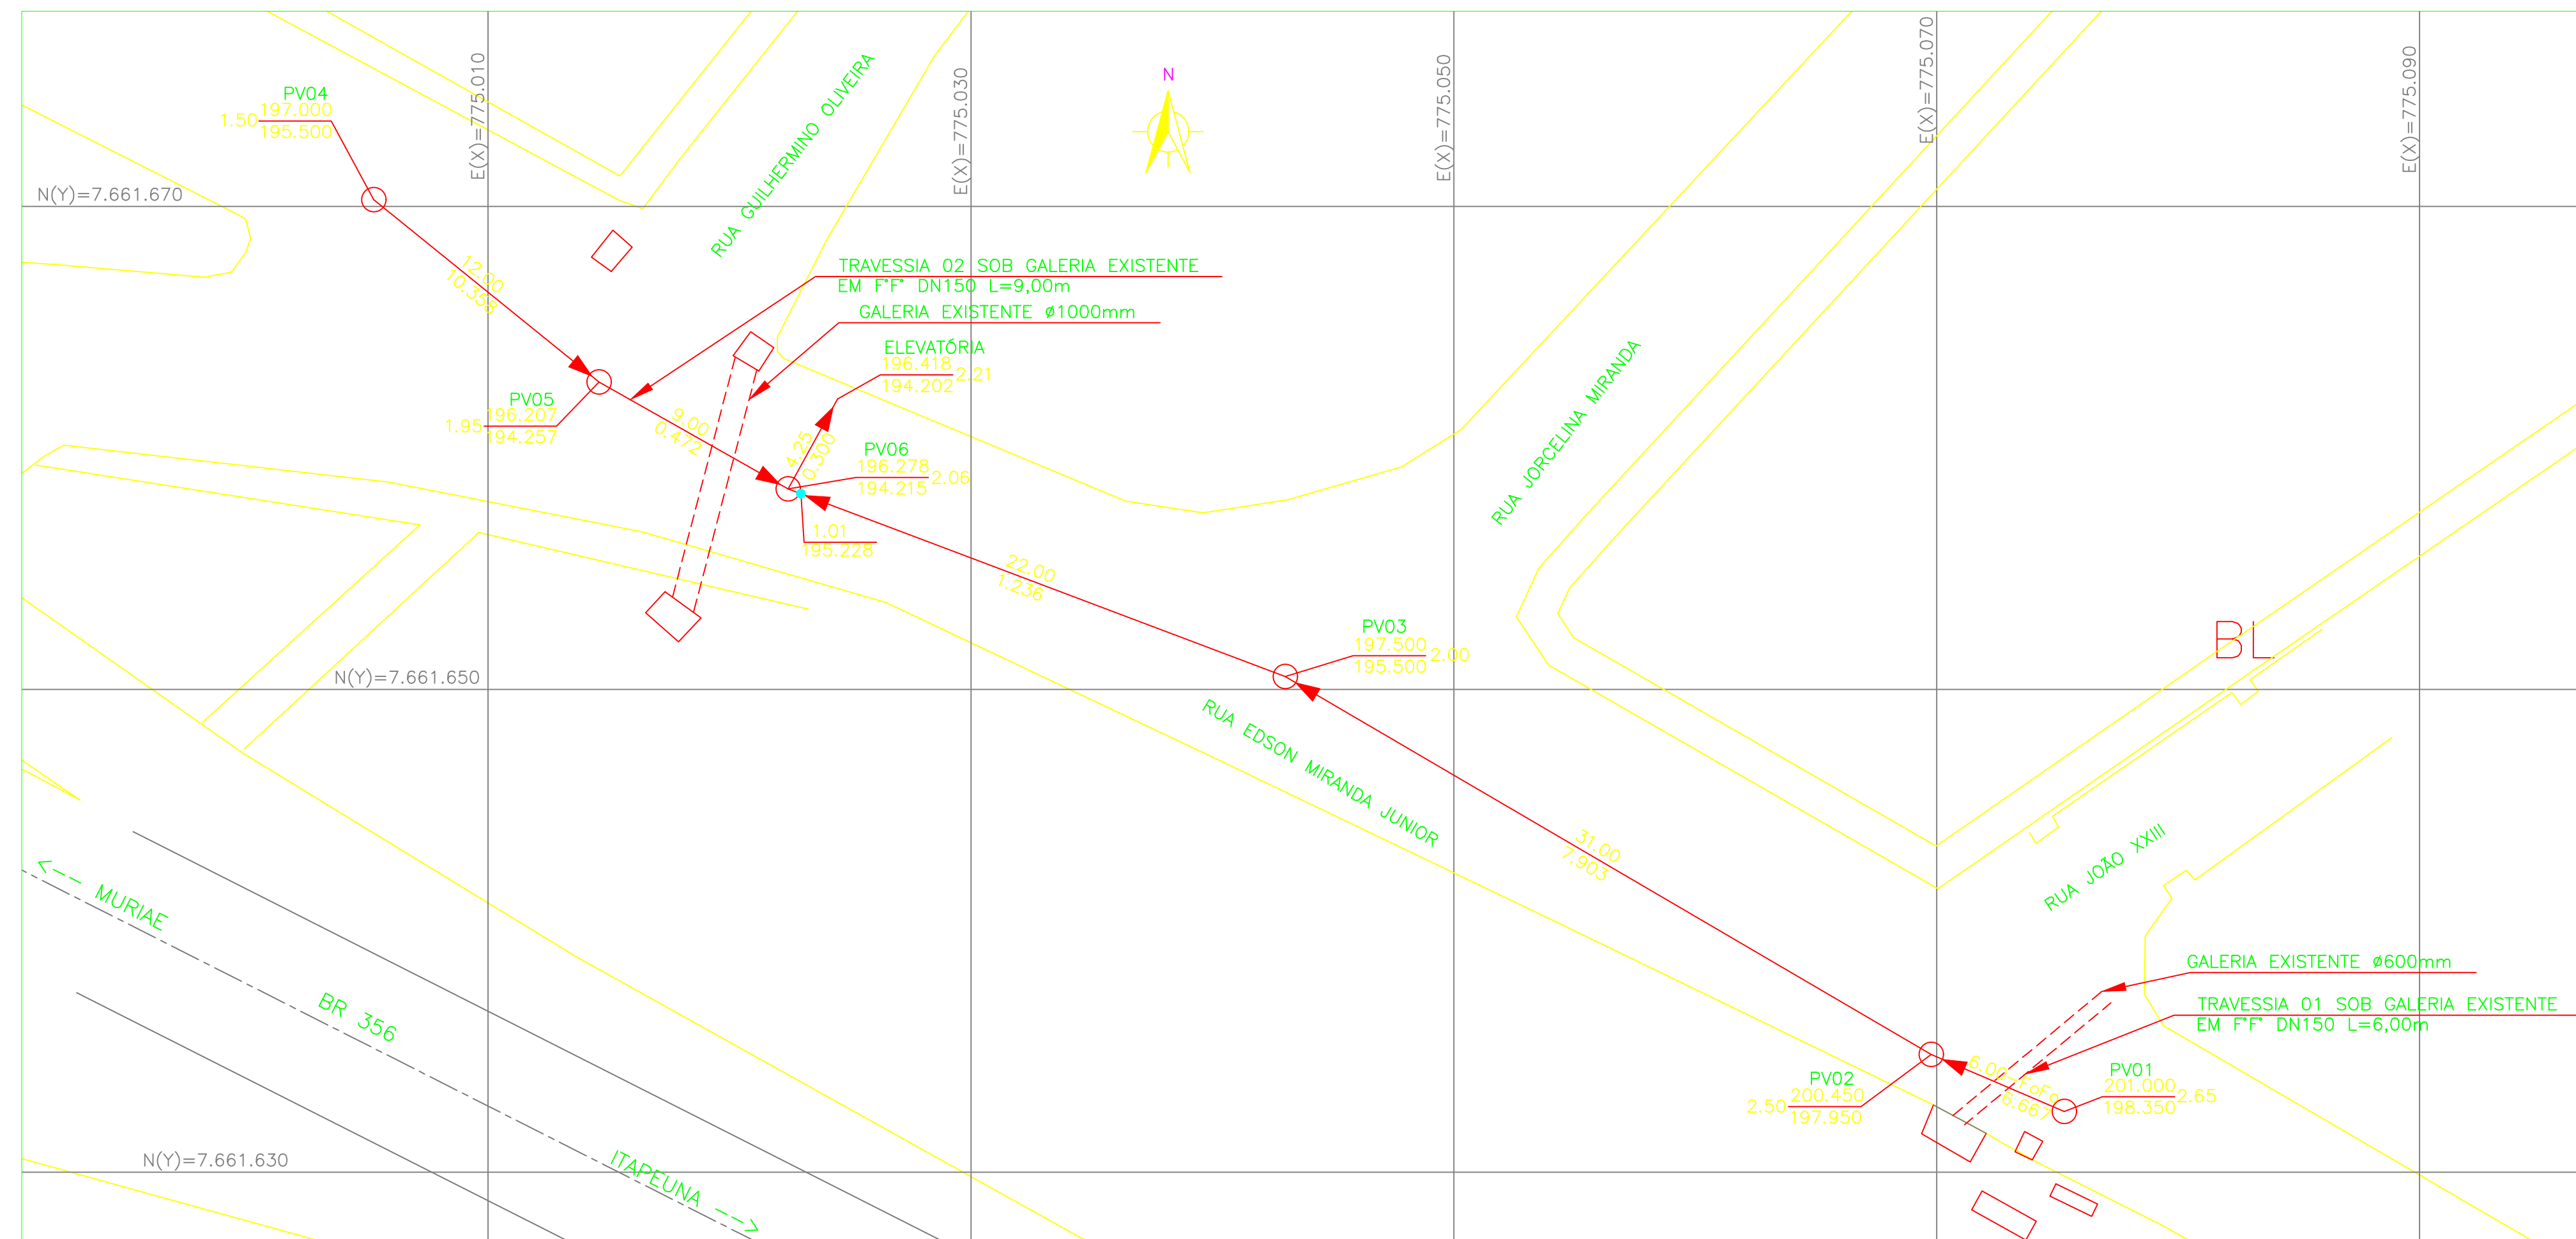 E(X)=775.010
E(X)=775.030
E(X)=775.050
E(X)=775.070
E(X)=775.090
N
PV04
197.000
1.50
195.500
N(Y)=7.661.670
RUA GUILHERMINO OLIVEIRA
12.00
10.358
TRAVESSIA 02 SOB GALERIA EXISTENTE
EM F°F° DN150 L=9,00m
GALERIA EXISTENTE ø1000mm
ELEVATÓRIA
196.418
2.21
194.202
PV05
196.207
1.95
194.257
9.00
0.472
4.25
0.300
PV06
196.278
2.06
194.215
1.01
195.228
22.00
1.236
RUA JORCELINA MIRANDA
PV03
197.500
2.00
195.500
BL
N(Y)=7.661.650
RUA EDSON MIRANDA JUNIOR
31.00
7.903
RUA JOÃO XXIII
<-- MURIAE
BR 356
ITAPEUNA -->
GALERIA EXISTENTE ø600mm
TRAVESSIA 01 SOB GALERIA EXISTENTE
EM F°F° DN150 L=6,00m
6.00-FoFo
6.667
PV01
201.000
2.65
198.350
PV02
200.450
2.50
197.950
N(Y)=7.661.630